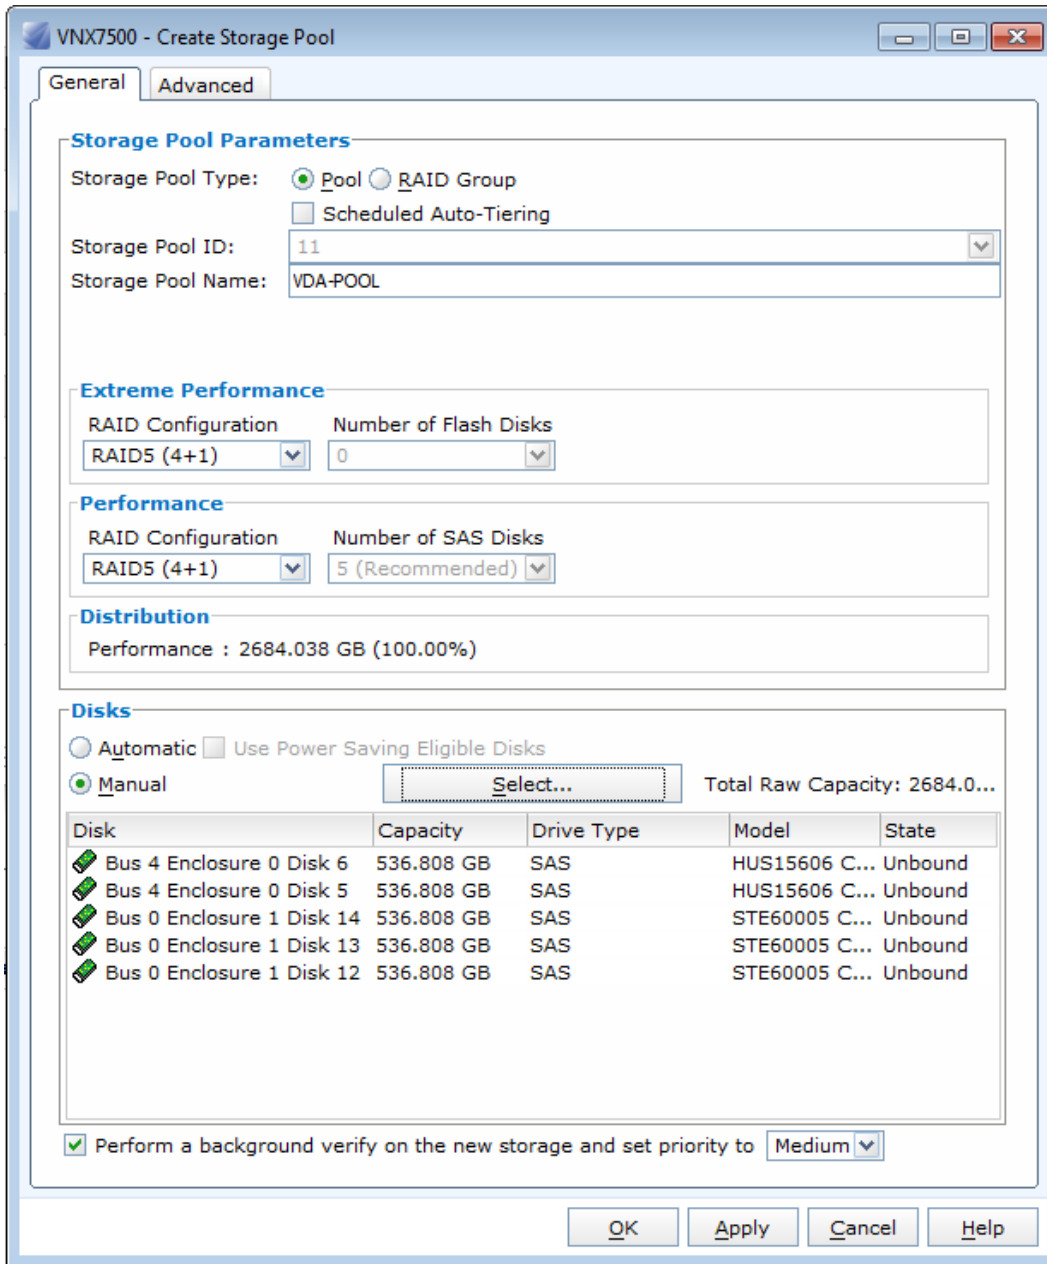 VNX7500 - Create Storage Pool
General Advanced
Storage Pool Parameters
Storage Pool Type: Pool RAID Group
Scheduled Auto-Tiering
Storage Pool ID: 11
Storage Pool Name: VDA-POOL
Extreme Performance
RAID Configuration Number of Flash Disks
RAID5 (4+1) 0
Performance
RAID Configuration Number of SAS Disks
RAID5 (4+1) 5 (Recommended)
Distribution
Performance : 2684.038 GB (100.00%)
Disks
Automatic Use Power Saving Eligible Disks
Manual Select... Total Raw Capacity: 2684.0...
Disk Capacity Drive Type Model State
Bus 4 Enclosure 0 Disk 6 536.808 GB SAS HUS15606 C... Unbound
Bus 4 Enclosure 0 Disk 5 536.808 GB SAS HUS15606 C... Unbound
Bus 0 Enclosure 1 Disk 14 536.808 GB SAS STE60005 C... Unbound
Bus 0 Enclosure 1 Disk 13 536.808 GB SAS STE60005 C... Unbound
Bus 0 Enclosure 1 Disk 12 536.808 GB SAS STE60005 C... Unbound
Perform a background verify on the new storage and set priority to Medium
OK Apply Cancel Help